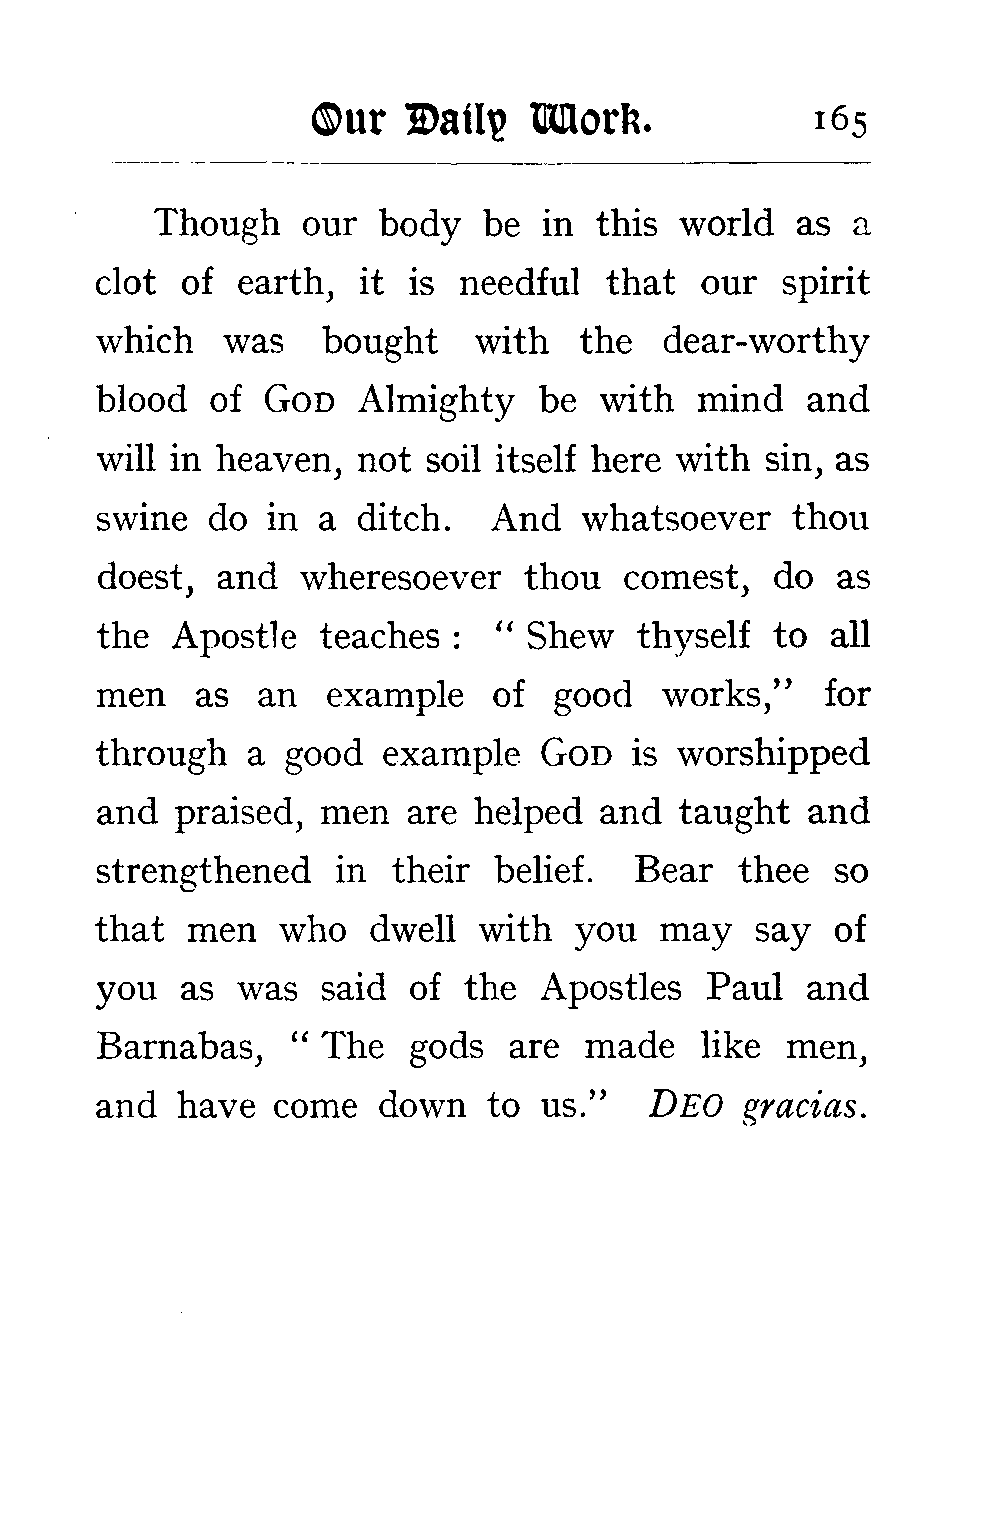 Our Daily Work. 165
Though our body be in this world as a
clot of earth, it is needful that our spirit
which was bought with the dear-worthy
blood of GOD Almighty be with mind and
will in heaven, not soil itself here with sin, as
swine do in a ditch. And whatsoever thou
doest, and wheresoever thou comest, do as
the Apostle teaches : “ Shew thyself to all
men as an example of good works,” for
through a good example GOD is worshipped
and praised, men are helped and taught and
strengthened in their belief. Bear thee so
that men who dwell with you may say of
you as was said of the Apostles Paul and
Barnabas, “ The gods are made like men,
and have come down to us.” DEO gracias.